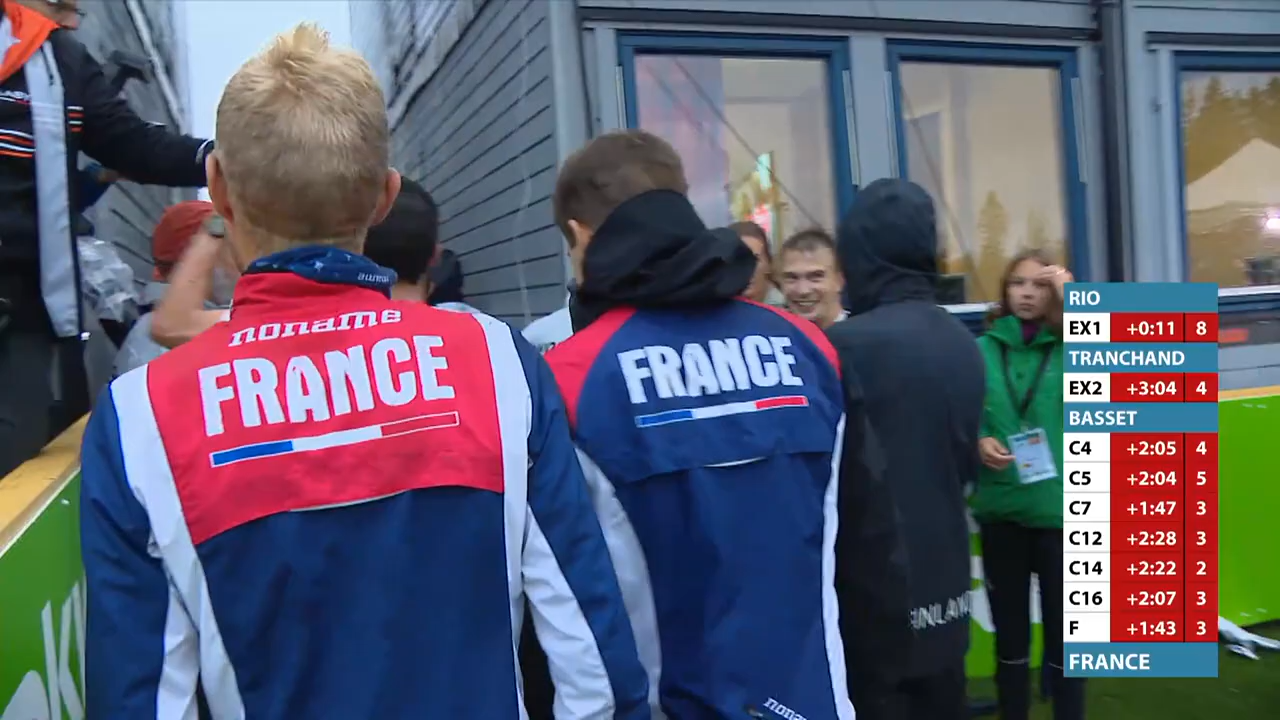 noname
FRANCE
FRANCE
noname
RIO
EX1 +0:11 8
TRANCHAND
EX2 +3:04 4
BASSET
C4 +2:05 4
C5 +2:04 5
C7 +1:47 3
C12 +2:28 3
C14 +2:22 2
C16 +2:07 3
F +1:43 3
FRANCE